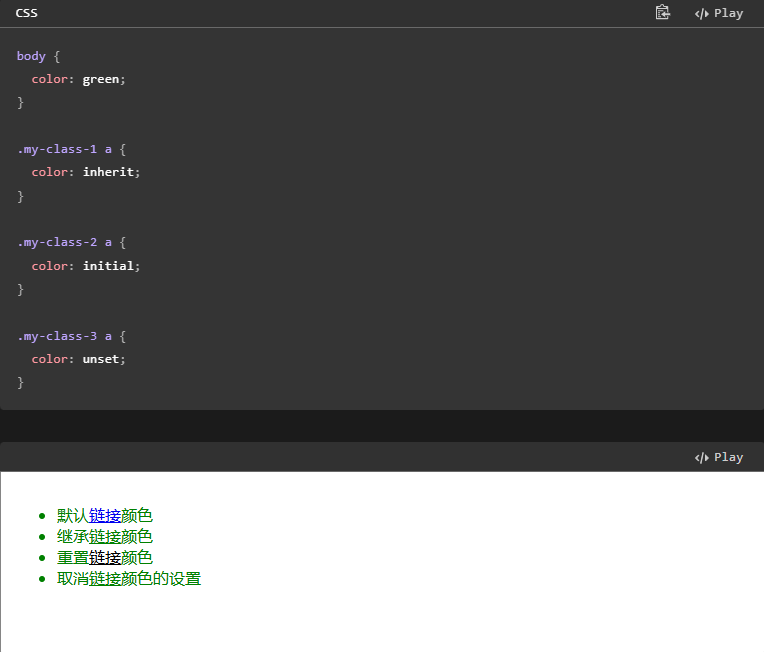 CSS
Play
body {
  color: green;
}
.my-class-1 a {
  color: inherit;
}
.my-class-2 a {
  color: initial;
}
.my-class-3 a {
  color: unset;
}
Play
默认链接颜色
继承链接颜色
重置链接颜色
取消链接颜色的设置